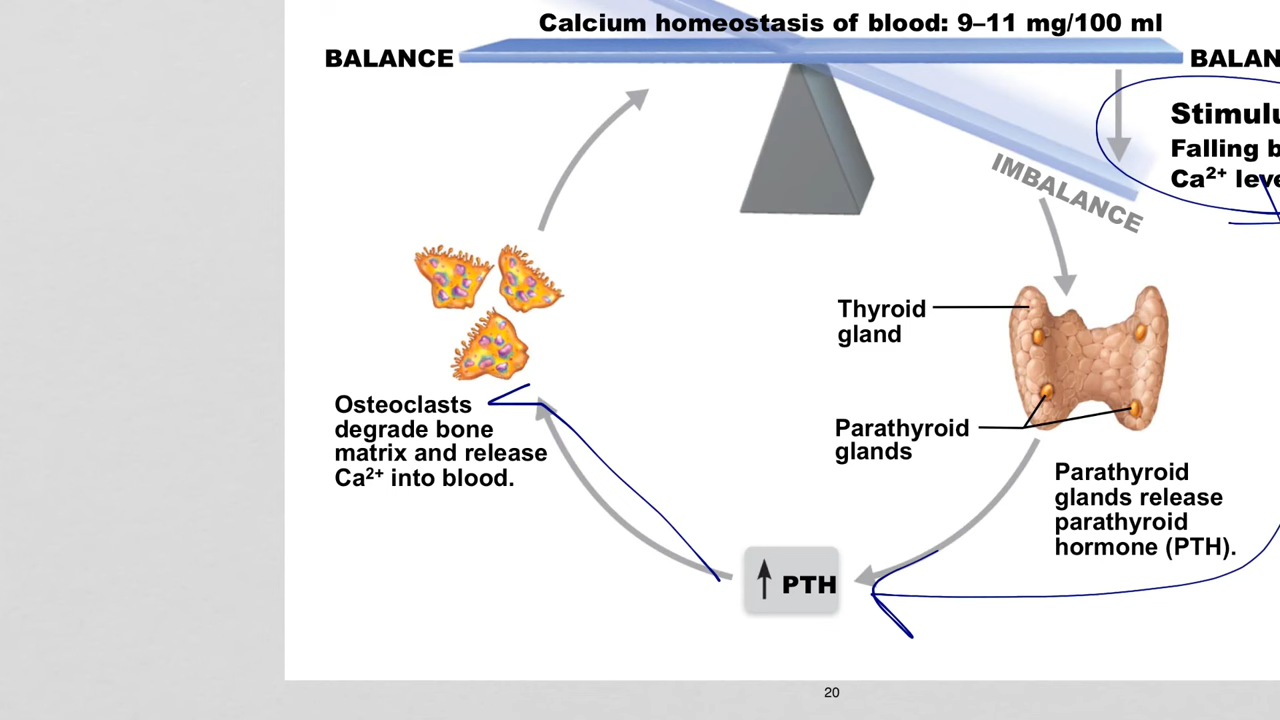 Calcium homeostasis of blood: 9–11 mg/100 ml
BALANCE
BALAN
Stimulu
Falling b
Ca2+ leve
IMBALANCE
Thyroid
gland
Parathyroid
glands
Osteoclasts
degrade bone
matrix and release
Ca2+ into blood.
Parathyroid
glands release
parathyroid
hormone (PTH).
PTH
20